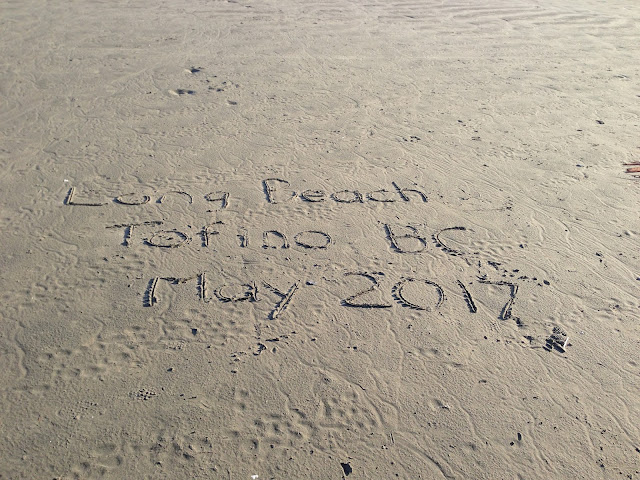 Long Beach
Tofino BC
May 2017